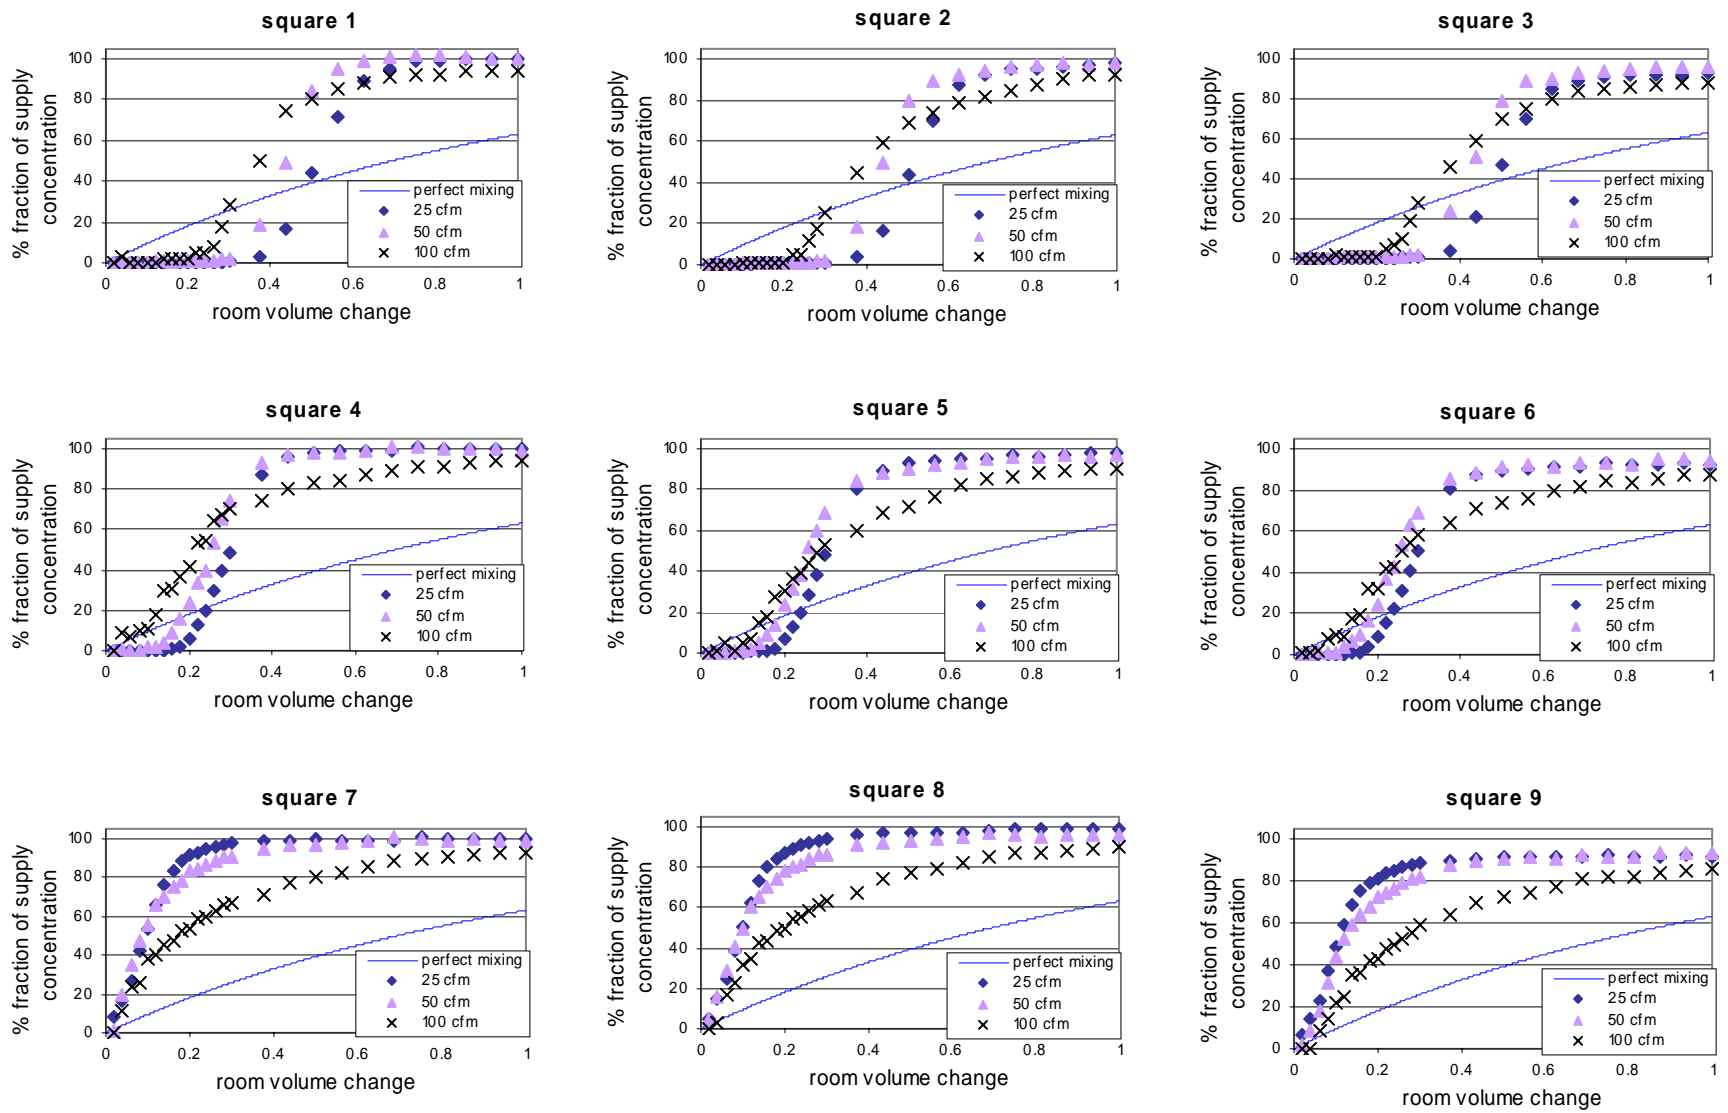 square 1
% fraction of supply
concentration
100
80
60
40
20
0
0 0.2 0.4 0.6 0.8 1
room volume change
perfect mixing
25 cfm
50 cfm
100 cfm
square 2
% fraction of supply
concentration
100
80
60
40
20
0
0 0.2 0.4 0.6 0.8 1
room volume change
perfect mixing
25 cfm
50 cfm
100 cfm
square 3
% fraction of supply
concentration
100
80
60
40
20
0
0 0.2 0.4 0.6 0.8 1
room volume change
perfect mixing
25 cfm
50 cfm
100 cfm
square 4
% fraction of supply
concentration
100
80
60
40
20
0
0 0.2 0.4 0.6 0.8 1
room volume change
perfect mixing
25 cfm
50 cfm
100 cfm
square 5
% fraction of supply
concentration
100
80
60
40
20
0
0 0.2 0.4 0.6 0.8 1
room volume change
perfect mixing
25 cfm
50 cfm
100 cfm
square 6
% fraction of supply
concentration
100
80
60
40
20
0
0 0.2 0.4 0.6 0.8 1
room volume change
perfect mixing
25 cfm
50 cfm
100 cfm
square 7
% fraction of supply
concentration
100
80
60
40
20
0
0 0.2 0.4 0.6 0.8 1
room volume change
perfect mixing
25 cfm
50 cfm
100 cfm
square 8
% fraction of supply
concentration
100
80
60
40
20
0
0 0.2 0.4 0.6 0.8 1
room volume change
perfect mixing
25 cfm
50 cfm
100 cfm
square 9
% fraction of supply
concentration
100
80
60
40
20
0
0 0.2 0.4 0.6 0.8 1
room volume change
perfect mixing
25 cfm
50 cfm
100 cfm